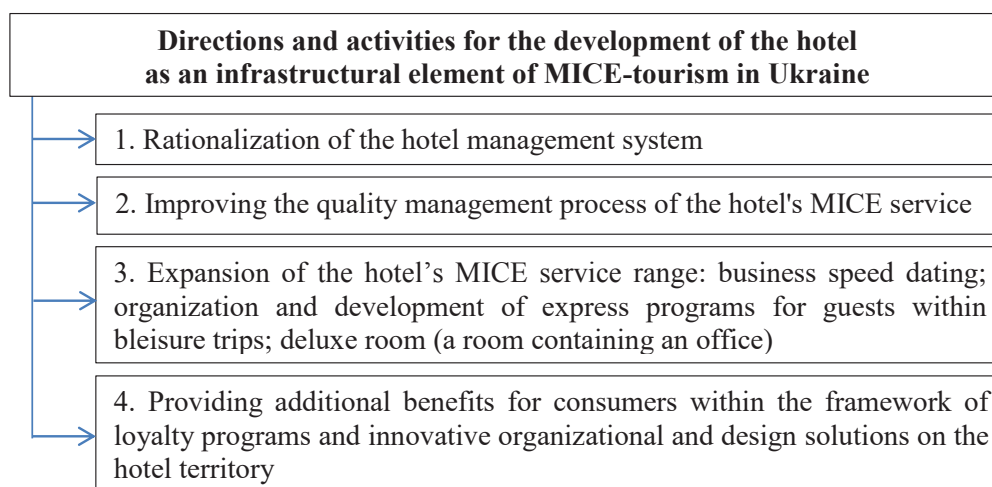 Directions and activities for the development of the hotel
as an infrastructural element of MICE-tourism in Ukraine
1. Rationalization of the hotel management system
2. Improving the quality management process of the hotel's MICE service
3. Expansion of the hotel’s MICE service range: business speed dating;
organization and development of express programs for guests within
bleisure trips; deluxe room (a room containing an office)
4. Providing additional benefits for consumers within the framework of
loyalty programs and innovative organizational and design solutions on the
hotel territory